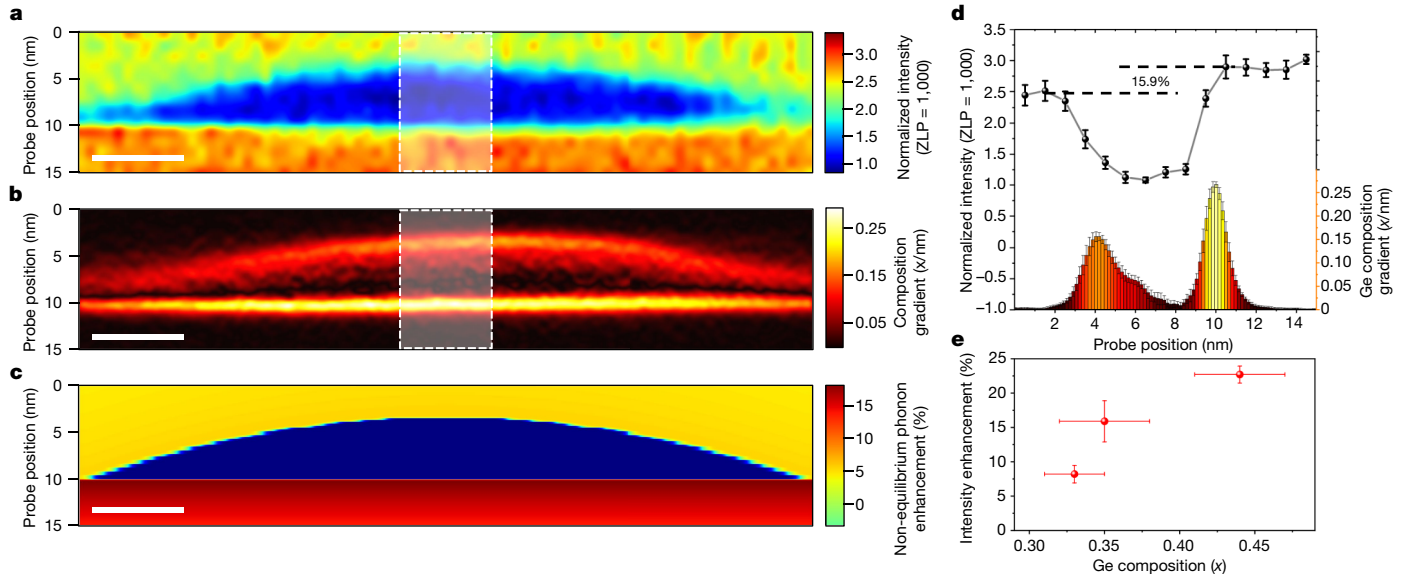 a
0
5
10
15
Probe position (nm)
3.0
2.5
2.0
1.5
1.0
Normalized intensity
(ZLP = 1,000)
b
0
5
10
15
Probe position (nm)
0.25
0.15
0.05
Composition
gradient (x/nm)
c
0
5
10
15
Probe position (nm)
15
10
5
0
Non-equilibrium phonon
enhancement (%)
d
3.5
3.0
2.5
2.0
1.5
1.0
0.5
0
−0.5
−1.0
Normalized intensity (ZLP = 1,000)
15.9%
0.25
0.20
0.15
0.10
0.05
0
Ge composition
gradient (x/nm)
2 4 6 8 10 12 14
Probe position (nm)
e
25
20
15
10
5
0
Intensity enhancement (%)
0.30 0.35 0.40 0.45
Ge composition (x)